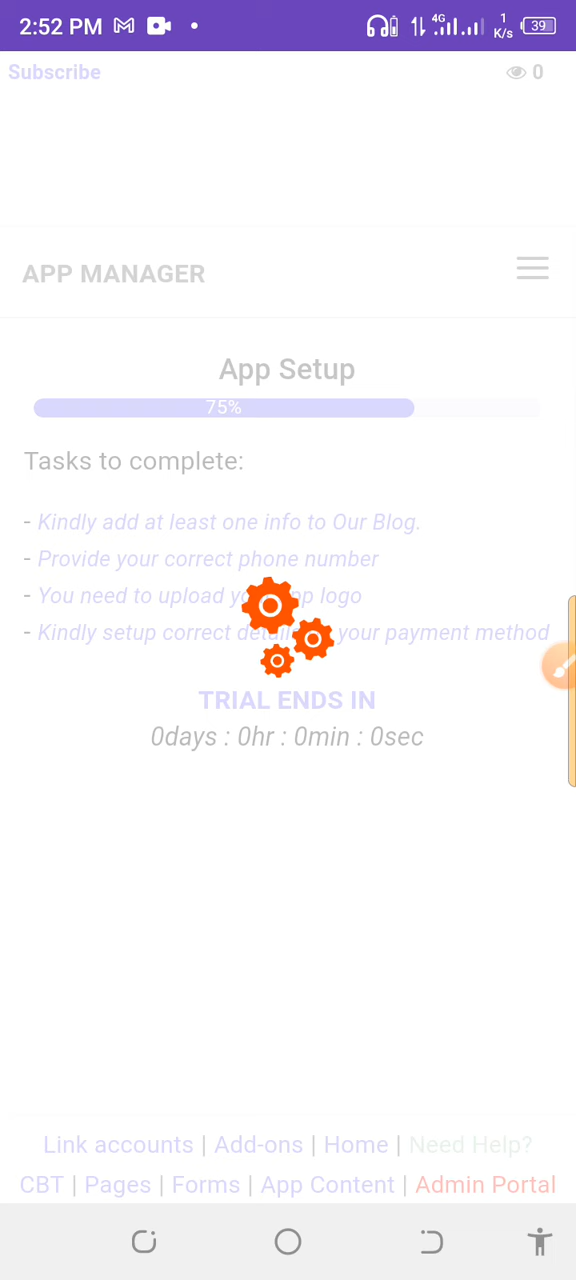 2:52 PM
4G
1 K/s
39
Subscribe
0
APP MANAGER
App Setup
75%
Tasks to complete:
- Kindly add at least one info to Our Blog.
- Provide your correct phone number
- You need to upload app logo
- Kindly setup correct your payment method
TRIAL ENDS IN
0days : 0hr : 0min : 0sec
Link accounts | Add-ons | Home | Need Help?
CBT | Pages | Forms | App Content | Admin Portal